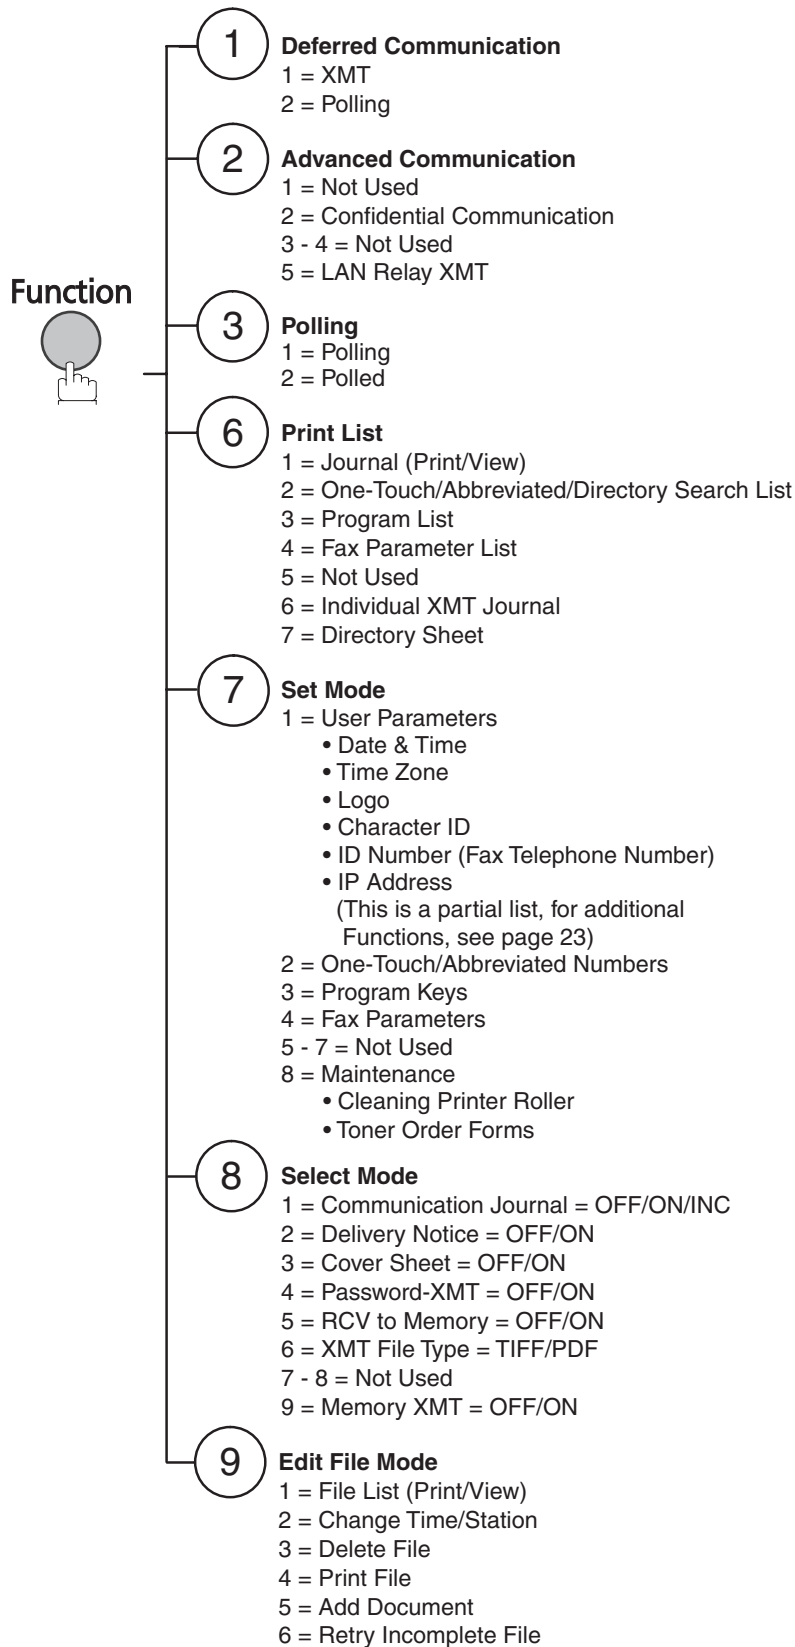 Function
1
Deferred Communication
1 = XMT
2 = Polling
2
Advanced Communication
1 = Not Used
2 = Confidential Communication
3 - 4 = Not Used
5 = LAN Relay XMT
3
Polling
1 = Polling
2 = Polled
6
Print List
1 = Journal (Print/View)
2 = One-Touch/Abbreviated/Directory Search List
3 = Program List
4 = Fax Parameter List
5 = Not Used
6 = Individual XMT Journal
7 = Directory Sheet
7
Set Mode
1 = User Parameters
• Date & Time
• Time Zone
• Logo
• Character ID
• ID Number (Fax Telephone Number)
• IP Address
(This is a partial list, for additional
Functions, see page 23)
2 = One-Touch/Abbreviated Numbers
3 = Program Keys
4 = Fax Parameters
5 - 7 = Not Used
8 = Maintenance
• Cleaning Printer Roller
• Toner Order Forms
8
Select Mode
1 = Communication Journal = OFF/ON/INC
2 = Delivery Notice = OFF/ON
3 = Cover Sheet = OFF/ON
4 = Password-XMT = OFF/ON
5 = RCV to Memory = OFF/ON
6 = XMT File Type = TIFF/PDF
7 - 8 = Not Used
9 = Memory XMT = OFF/ON
9
Edit File Mode
1 = File List (Print/View)
2 = Change Time/Station
3 = Delete File
4 = Print File
5 = Add Document
6 = Retry Incomplete File